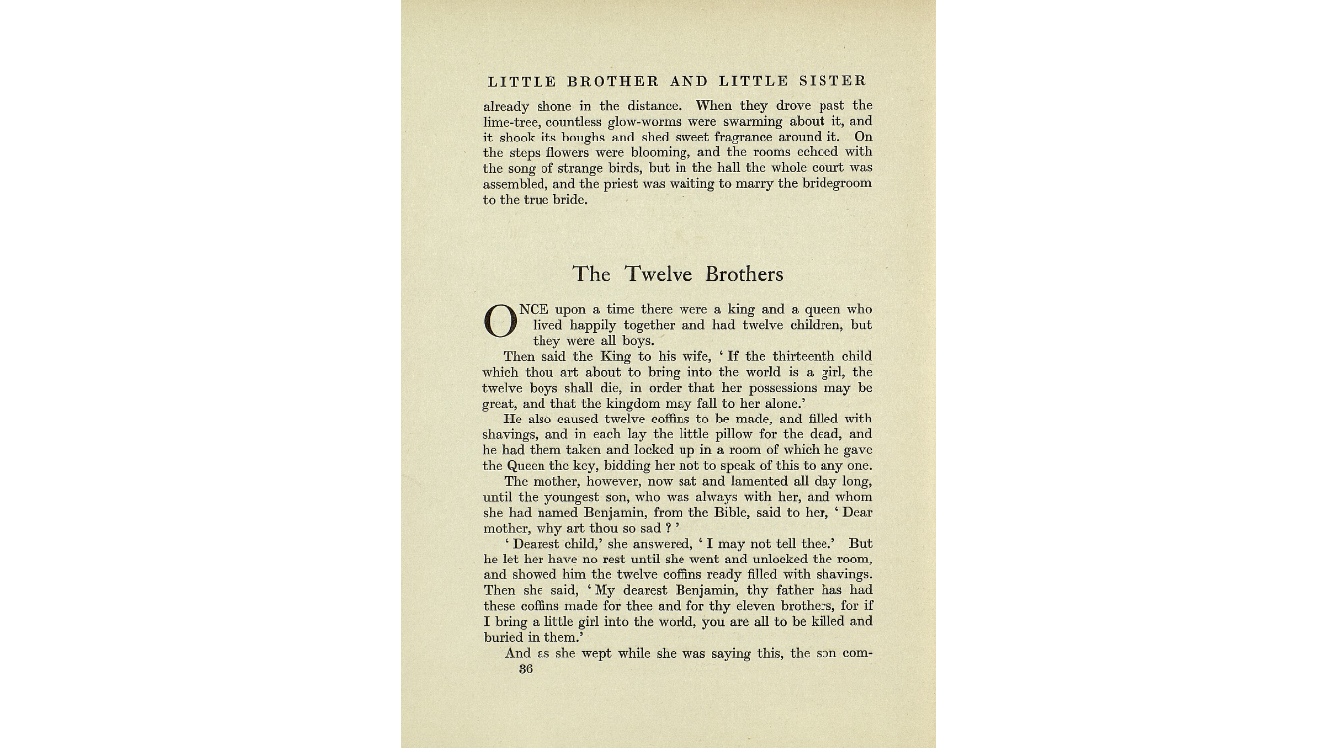 LITTLE BROTHER AND LITTLE SISTER
already shone in the distance. When they drove past the
lime-tree, countless glow-worms were swarming about it, and
it shook its boughs and shed sweet fragrance around it. On
the steps flowers were blooming, and the rooms echoed with
the song of strange birds, but in the hall the whole court was
assembled, and the priest was waiting to marry the bridegroom
to the true bride.
The Twelve Brothers
ONCE upon a time there were a king and a queen who
lived happily together and had twelve children, but
they were all boys.
Then said the King to his wife, ‘ If the thirteenth child
which thou art about to bring into the world is a girl, the
twelve boys shall die, in order that her possessions may be
great, and that the kingdom may fall to her alone.’
He also caused twelve coffins to be made, and filled with
shavings, and in each lay the little pillow for the dead, and
he had them taken and locked up in a room of which he gave
the Queen the key, bidding her not to speak of this to any one.
The mother, however, now sat and lamented all day long,
until the youngest son, who was always with her, and whom
she had named Benjamin, from the Bible, said to her, ‘ Dear
mother, why art thou so sad ? ’
‘ Dearest child,’ she answered, ‘ I may not tell thee.’ But
he let her have no rest until she went and unlocked the room,
and showed him the twelve coffins ready filled with shavings.
Then she said, ‘ My dearest Benjamin, thy father has had
these coffins made for thee and for thy eleven brothers, for if
I bring a little girl into the world, you are all to be killed and
buried in them.’
And as she wept while she was saying this, the son com-
36